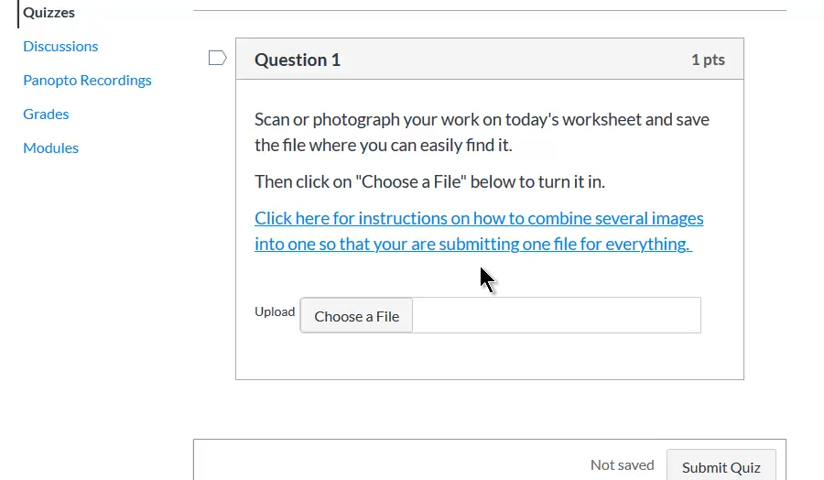 Quizzes
Discussions
Panopto Recordings
Grades
Modules
Question 1
1 pts
Scan or photograph your work on today's worksheet and save
the file where you can easily find it.
Then click on "Choose a File" below to turn it in.
Click here for instructions on how to combine several images
into one so that your are submitting one file for everything.
Upload
Choose a File
Not saved
Submit Quiz